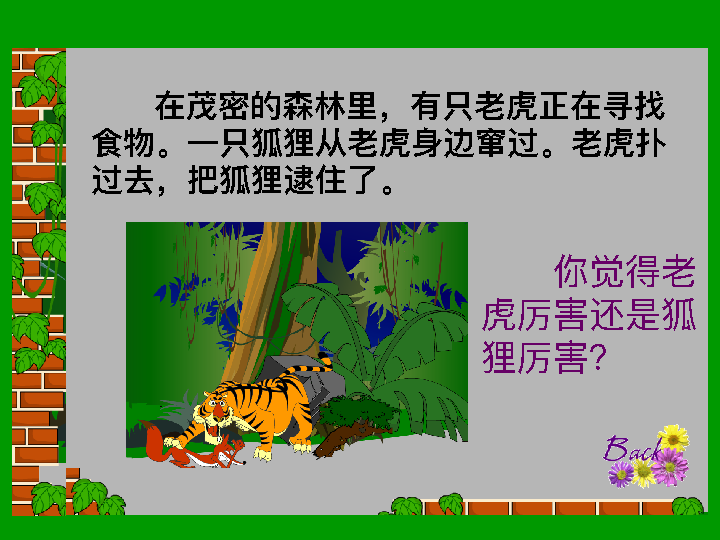 在茂密的森林里，有只老虎正在寻找
食物。一只狐狸从老虎身边窜过。老虎扑
过去，把狐狸逮住了。
你觉得老
虎厉害还是狐
狸厉害？
Back